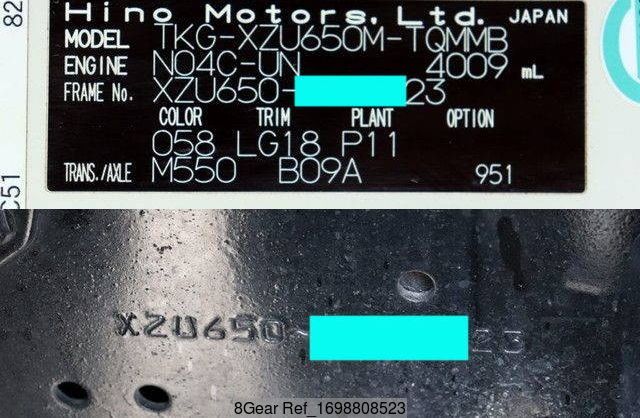 82
Hino Motors, Ltd. JAPAN
MODEL TKG-XZU650M-TQMMB
ENGINE N04C-UN 4009 mL
FRAME No. XZU650- 23
COLOR TRIM PLANT OPTION
058 LG18 P11
TRANS./AXLE M550 B09A 951
C51
XZU650- 23
8Gear Ref_1698808523